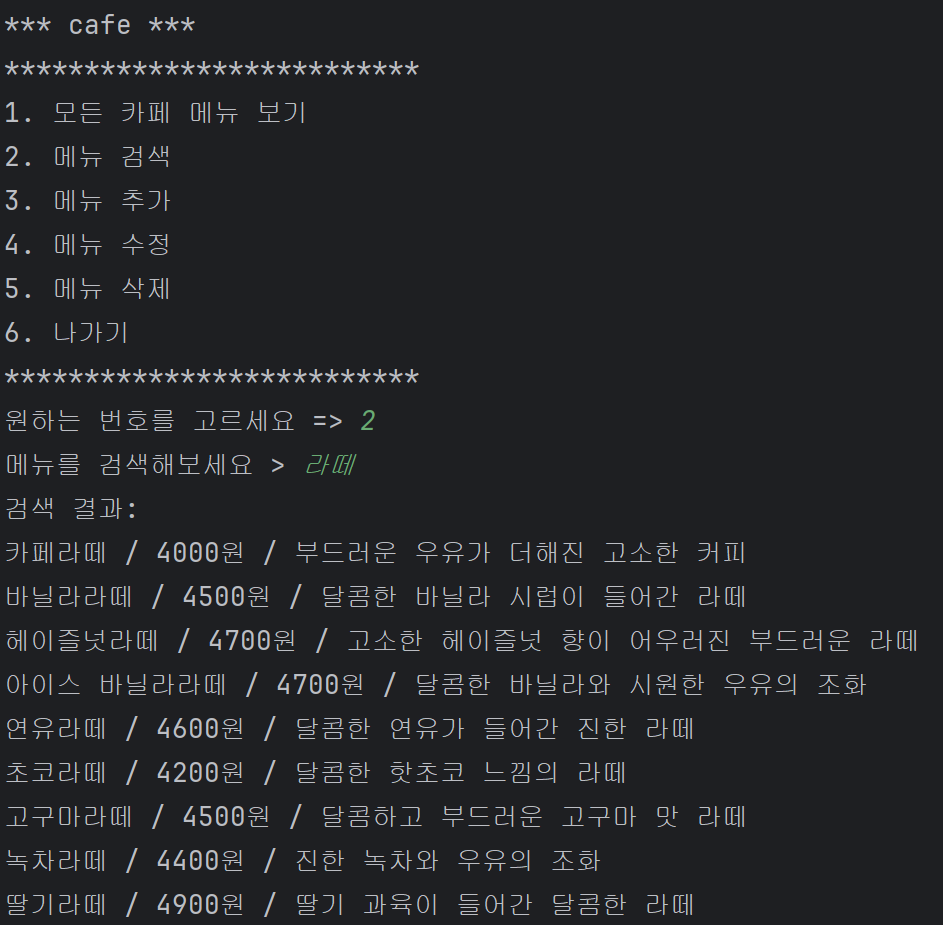 *** cafe ***
**************************
1. 모든 카페 메뉴 보기
2. 메뉴 검색
3. 메뉴 추가
4. 메뉴 수정
5. 메뉴 삭제
6. 나가기
**************************
원하는 번호를 고르세요 => 2
메뉴를 검색해보세요 > 라떼
검색 결과:
카페라떼 / 4000원 / 부드러운 우유가 더해진 고소한 커피
바닐라라떼 / 4500원 / 달콤한 바닐라 시럽이 들어간 라떼
헤이즐넛라떼 / 4700원 / 고소한 헤이즐넛 향이 어우러진 부드러운 라떼
아이스 바닐라라떼 / 4700원 / 달콤한 바닐라와 시원한 우유의 조화
연유라떼 / 4600원 / 달콤한 연유가 들어간 진한 라떼
초코라떼 / 4200원 / 달콤한 핫초코 느낌의 라떼
고구마라떼 / 4500원 / 달콤하고 부드러운 고구마 맛 라떼
녹차라떼 / 4400원 / 진한 녹차와 우유의 조화
딸기라떼 / 4900원 / 딸기 과육이 들어간 달콤한 라떼